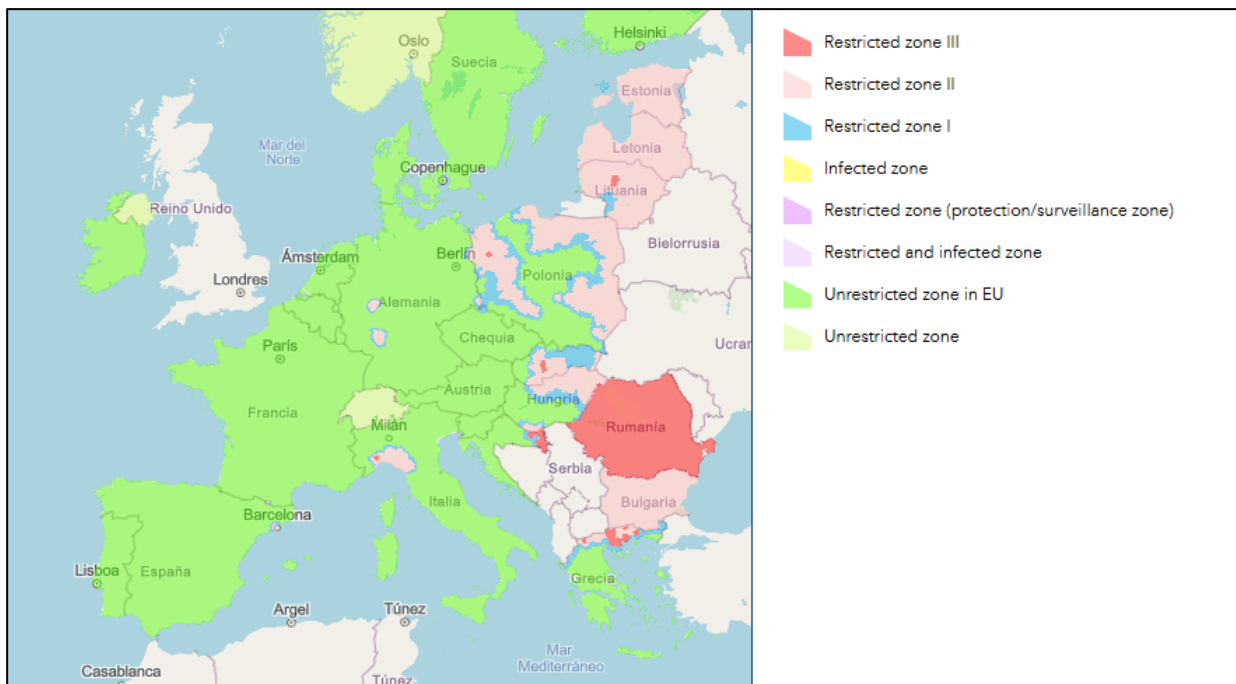 Oslo
Helsinki
Suecia
Estonia
Mar del
Norte
Letonia
Copenhague
Lituania
Reino Unido
Bielorrusia
Ámsterdam
Berlín
Polonia
Londres
Alemania
París
Chequia
Ucran
Austria
Hungría
Francia
Milán
Rumanía
Serbia
Italia
Bulgaria
Barcelona
Lisboa
España
Grecia
Argel
Túnez
Mar
Mediterráneo
Casablanca
Túnez
Restricted zone III
Restricted zone II
Restricted zone I
Infected zone
Restricted zone (protection/surveillance zone)
Restricted and infected zone
Unrestricted zone in EU
Unrestricted zone